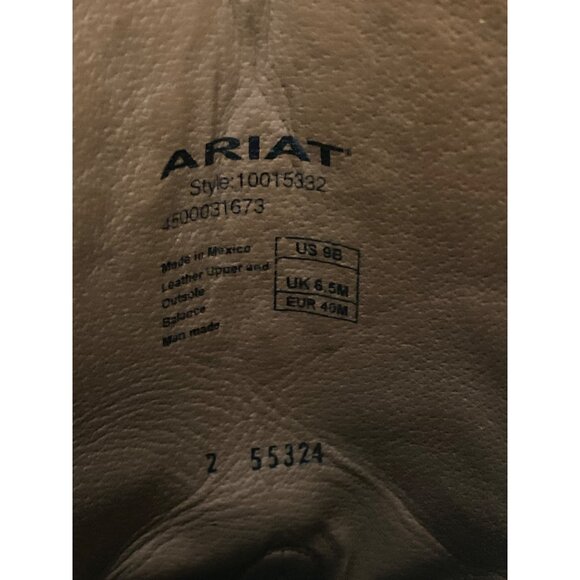 ARIAT
Style:10015332
4500031673
Made in Mexico
Leather Upper and
Outsole
Balance
Man made
US 9B
UK 6.5M
EUR 40M
2 55324